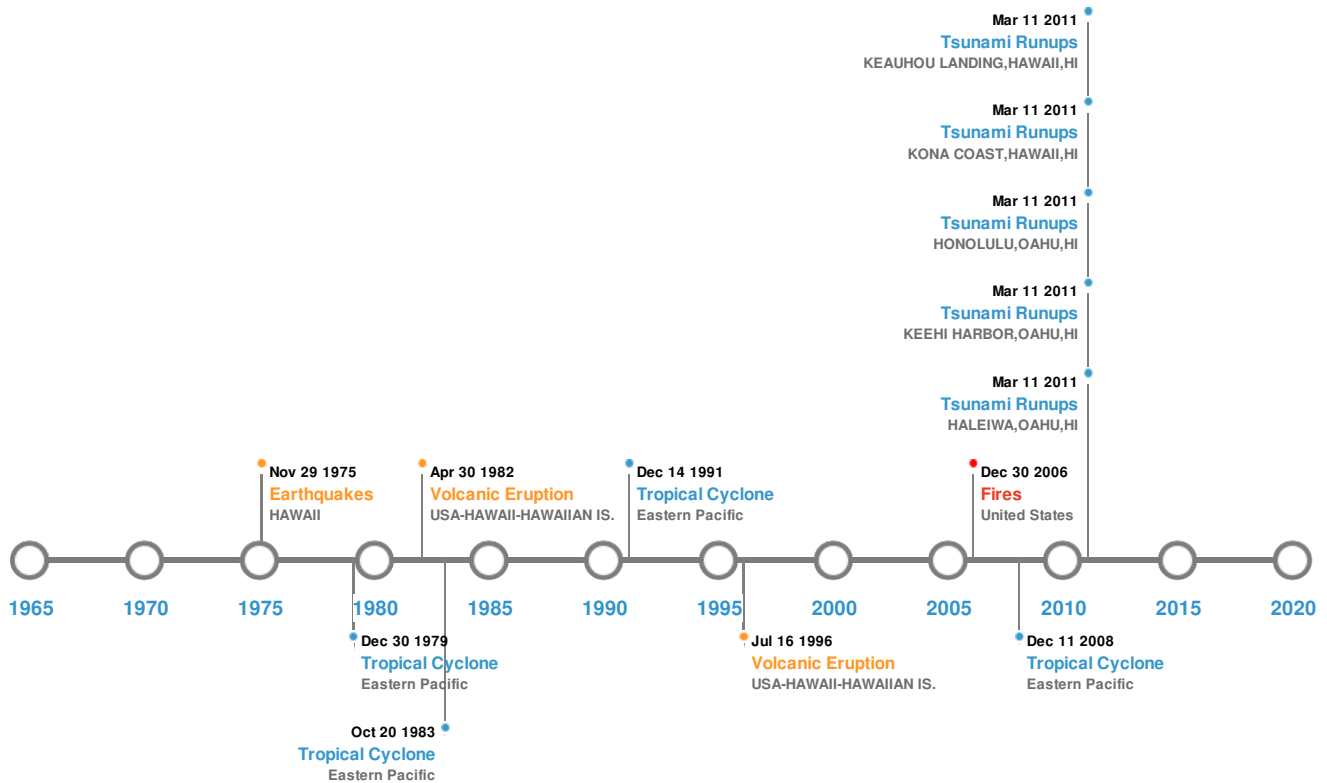 Mar 11 2011
Tsunami Runups
KEAUHOU LANDING,HAWAII,HI
Mar 11 2011
Tsunami Runups
KONA COAST,HAWAII,HI
Mar 11 2011
Tsunami Runups
HONOLULU,OAHU,HI
Mar 11 2011
Tsunami Runups
KEEHI HARBOR,OAHU,HI
Mar 11 2011
Tsunami Runups
HALEIWA,OAHU,HI
Nov 29 1975
Earthquakes
HAWAII
Apr 30 1982
Volcanic Eruption
USA-HAWAII-HAWAIIAN IS.
Dec 14 1991
Tropical Cyclone
Eastern Pacific
Dec 30 2006
Fires
United States
1965 1970 1975 1980 1985 1990 1995 2000 2005 2010 2015 2020
Dec 30 1979
Tropical Cyclone
Eastern Pacific
Jul 16 1996
Volcanic Eruption
USA-HAWAII-HAWAIIAN IS.
Dec 11 2008
Tropical Cyclone
Eastern Pacific
Oct 20 1983
Tropical Cyclone
Eastern Pacific